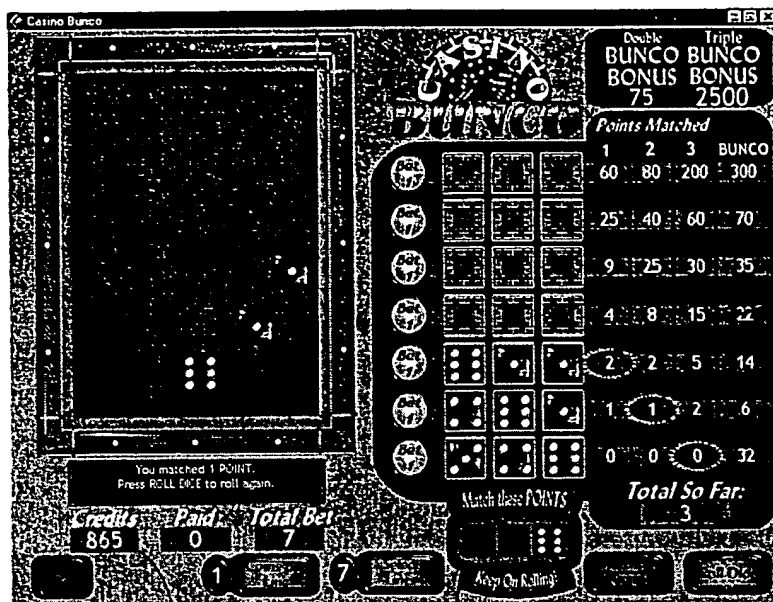 Casino Bunco
CASINO
BUNCO
Double Triple
BUNCO BUNCO
BONUS BONUS
75 2500
Points Matched
1 2 3 BUNCO
60 80 200 300
25 40 60 70
9 25 30 35
4 8 15 22
2 2 5 14
1 1 2 6
0 0 0 32
You matched 1 POINT.
Press ROLL DICE to roll again.
Match these POINTS
Total So Far:
3
Credits Paid: Total Bet
865 0 7
Keep On Rolling
1 7